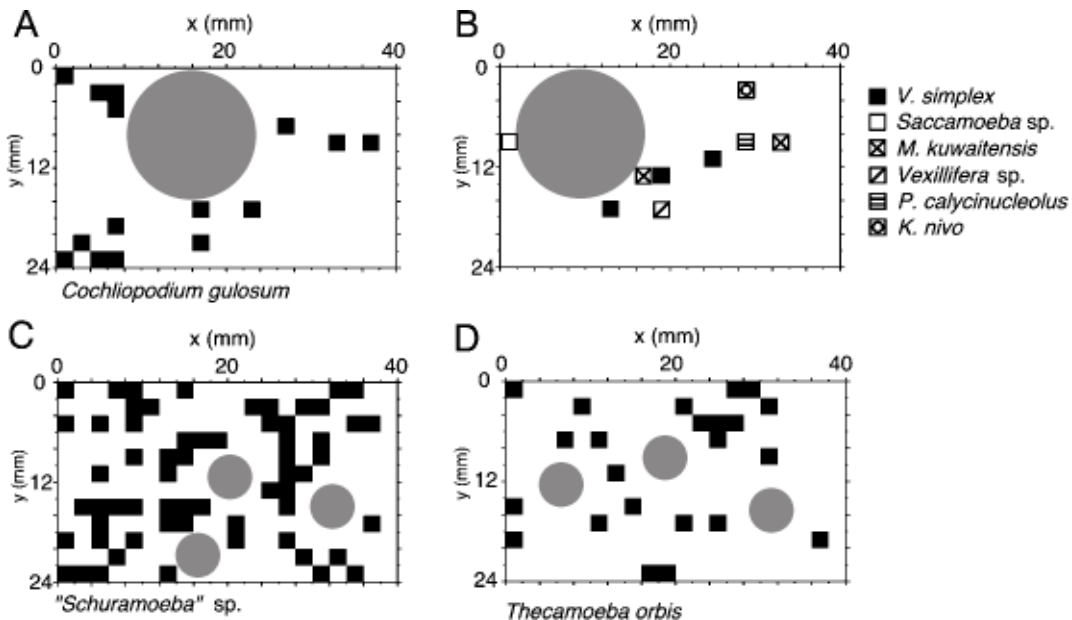 A
x (mm)
0 20 40
0
y (mm)
12
24
Cochliopodium gulosum
B
x (mm)
0 20 40
0
y (mm)
12
24
V. simplex
Saccamoeba sp.
M. kuwaitensis
Vexillifera sp.
P. calycinucleolus
K. nivo
C
x (mm)
0 20 40
0
y (mm)
12
24
"Schuramoeba" sp.
D
x (mm)
0 20 40
0
y (mm)
12
24
Thecamoeba orbis